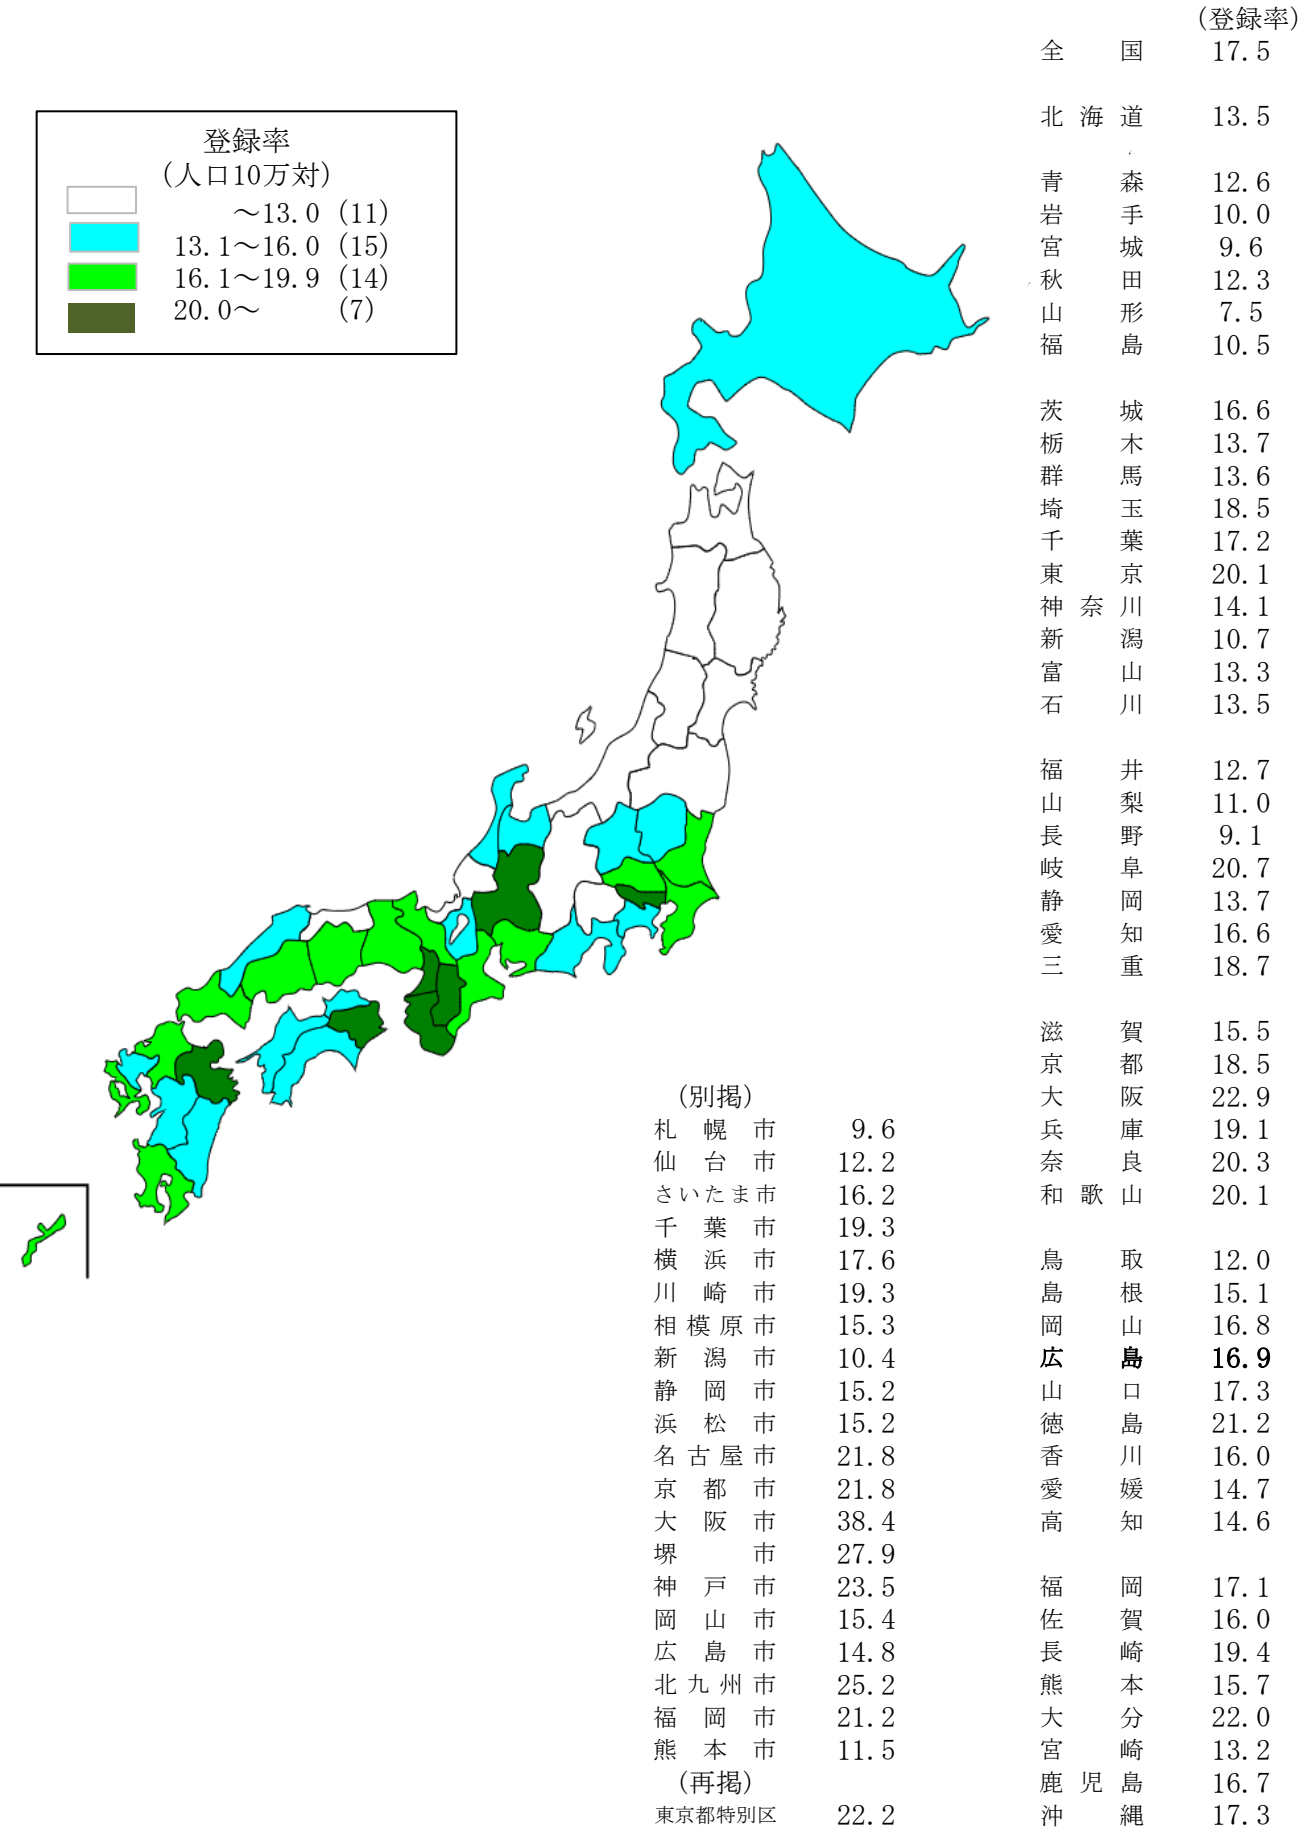 登録率
(人口10万対)
～13.0 (11)
13.1～16.0 (15)
16.1～19.9 (14)
20.0～ (7)
(登録率)
全国 17.5
北海道 13.5
青森 12.6
岩手 10.0
宮城 9.6
秋田 12.3
山形 7.5
福島 10.5
茨城 16.6
栃木 13.7
群馬 13.6
埼玉 18.5
千葉 17.2
東京 20.1
神奈川 14.1
新潟 10.7
富山 13.3
石川 13.5
福井 12.7
山梨 11.0
長野 9.1
岐阜 20.7
静岡 13.7
愛知 16.6
三重 18.7
滋賀 15.5
京都 18.5
大阪 22.9
兵庫 19.1
奈良 20.3
和歌山 20.1
鳥取 12.0
島根 15.1
岡山 16.8
広島 16.9
山口 17.3
徳島 21.2
香川 16.0
愛媛 14.7
高知 14.6
福岡 17.1
佐賀 16.0
長崎 19.4
熊本 15.7
大分 22.0
宮崎 13.2
鹿児島 16.7
沖縄 17.3
(別掲)
札幌市 9.6
仙台市 12.2
さいたま市 16.2
千葉市 19.3
横浜市 17.6
川崎市 19.3
相模原市 15.3
新潟市 10.4
静岡市 15.2
浜松市 15.2
名古屋市 21.8
京都市 21.8
大阪市 38.4
堺市 27.9
神戸市 23.5
岡山市 15.4
広島市 14.8
北九州市 25.2
福岡市 21.2
熊本市 11.5
(再掲)
東京都特別区 22.2